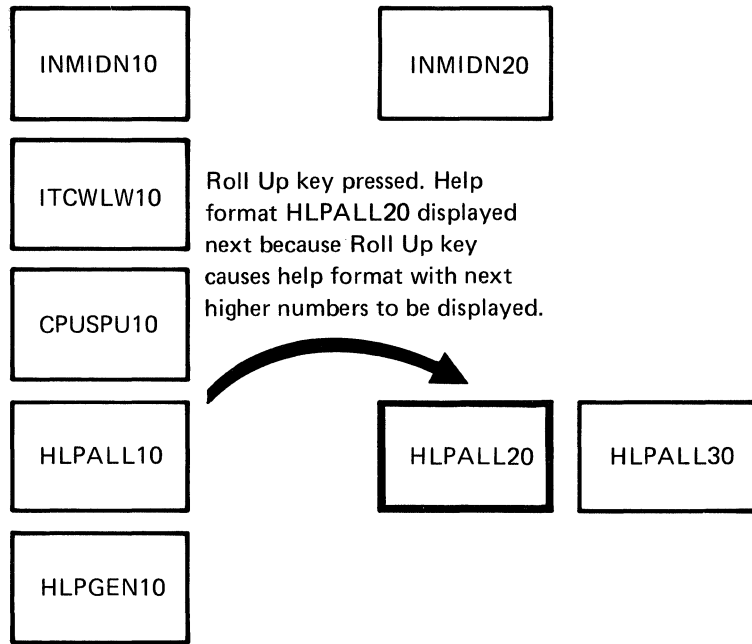 INMIDN10
INMIDN20
ITCWLW10
Roll Up key pressed. Help
format HLPALL20 displayed
next because Roll Up key
causes help format with next
higher numbers to be displayed.
CPUSPU10
HLPALL10
HLPALL20
HLPALL30
HLPGEN10